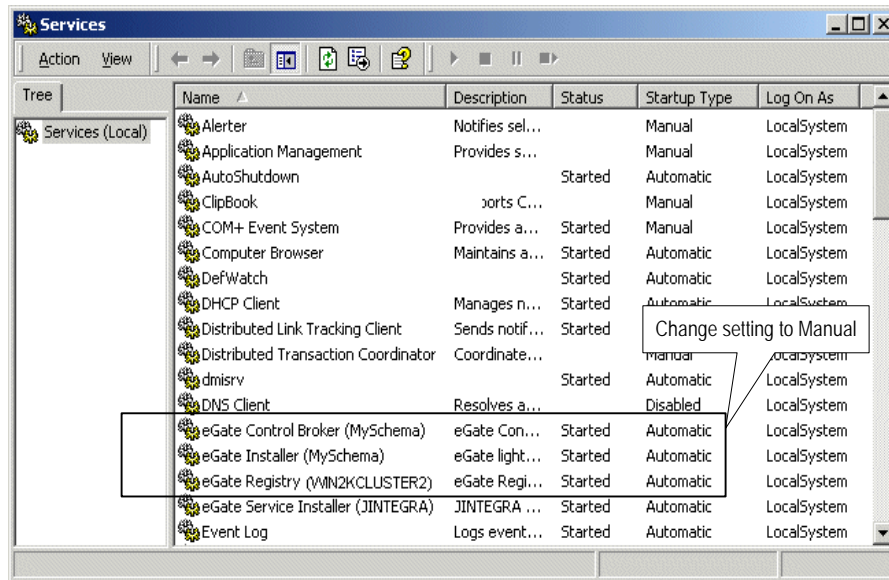 Services
Action View
Tree
Services (Local)
Name Description Status Startup Type Log On As
Alerter Notifies sel... Manual LocalSystem
Application Management Provides s... Manual LocalSystem
AutoShutdown Started Automatic LocalSystem
ClipBook ports C... Manual LocalSystem
COM+ Event System Provides a... Started Manual LocalSystem
Computer Browser Maintains a... Started Automatic LocalSystem
DefWatch Started Automatic LocalSystem
DHCP Client Manages n... Started Automatic LocalSystem
Distributed Link Tracking Client Sends notif... Started
Change setting to Manual
Distributed Transaction Coordinator Coordinate... Manual LocalSystem
dmisrv Started Automatic LocalSystem
DNS Client Resolves a... Disabled LocalSystem
eGate Control Broker (MySchema) eGate Con... Started Automatic LocalSystem
eGate Installer (MySchema) eGate light... Started Automatic LocalSystem
eGate Registry (WIN2KCLUSTER2) eGate Regi... Started Automatic LocalSystem
eGate Service Installer (JINTEGRA) JINTEGRA ... Started Automatic LocalSystem
Event Log Logs event... Started Automatic LocalSystem